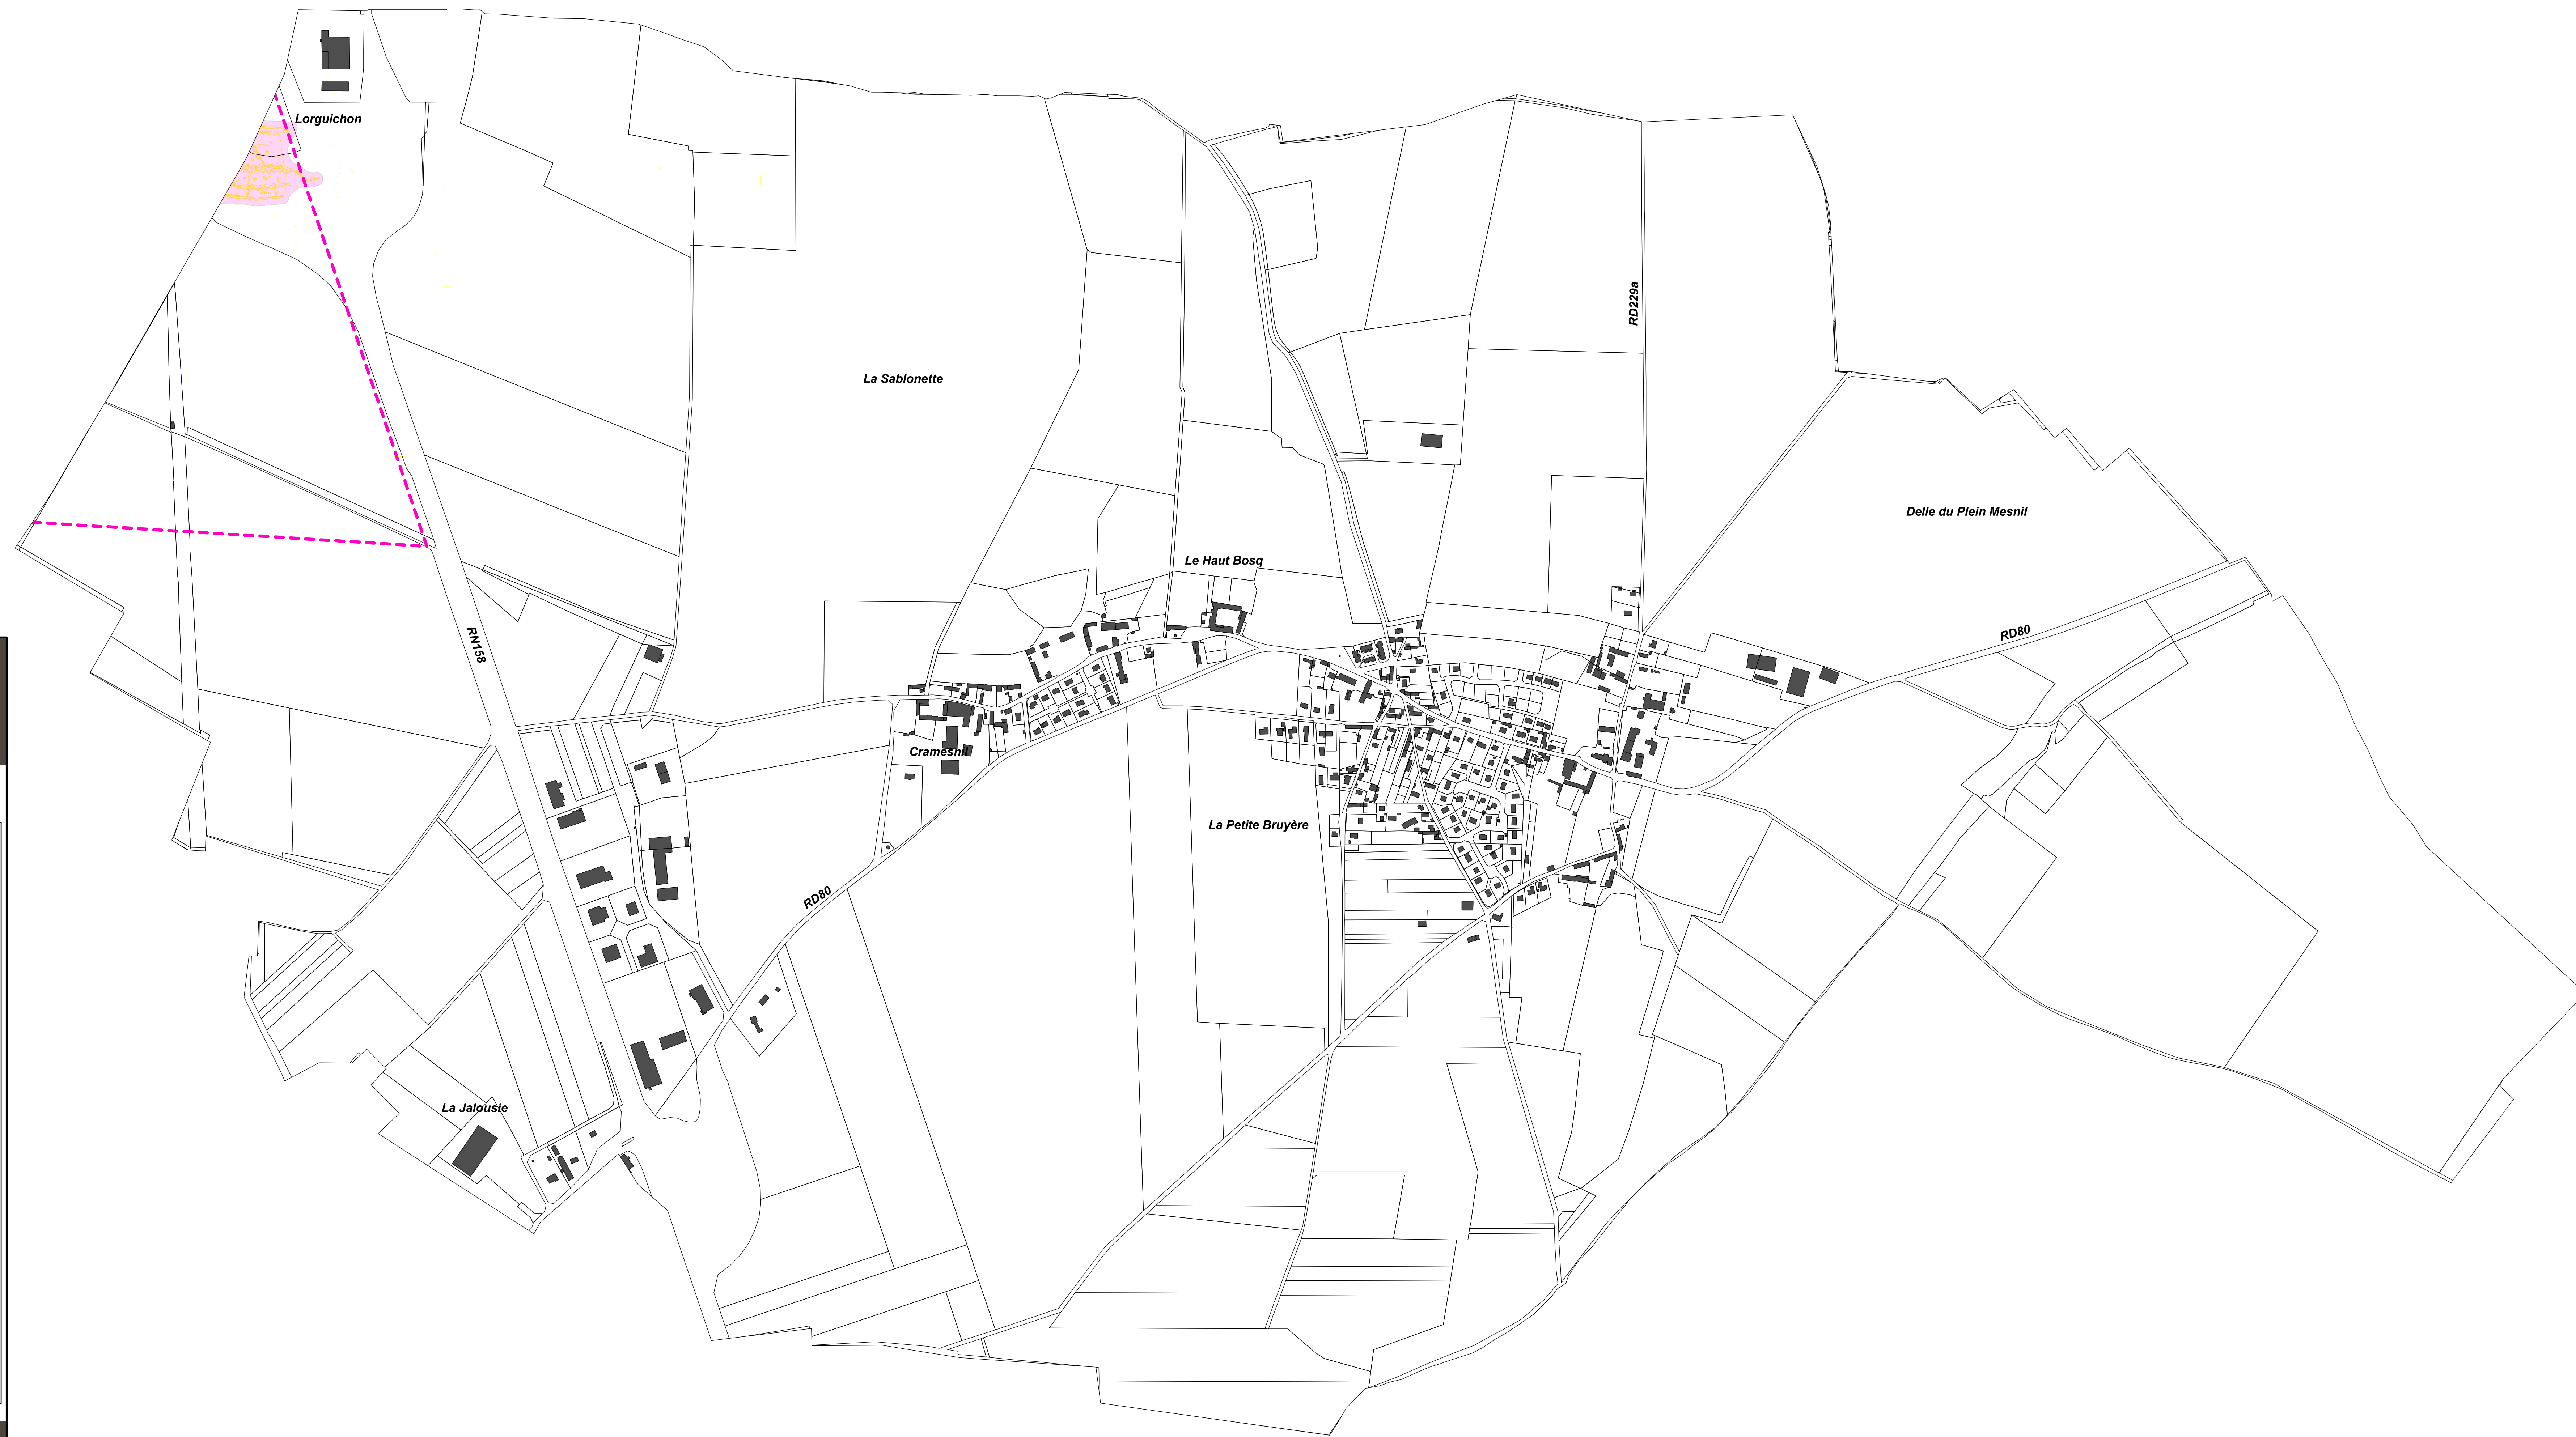 Lorguichon
RD229a
La Sablonette
Delle du Plein Mesnil
Le Haut Bosq
RD80
RN158
Cramesnil
La Petite Bruyère
RD80
La Jalousie